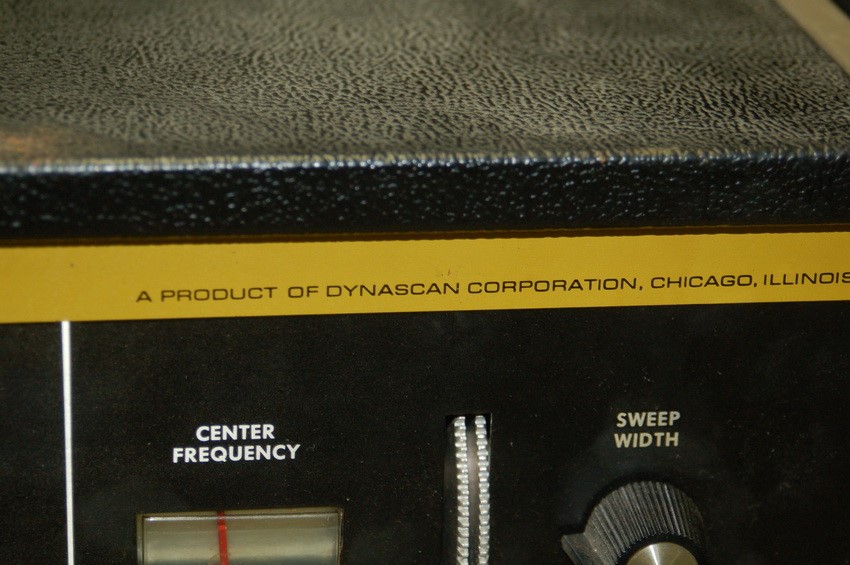 A PRODUCT OF DYNASCAN CORPORATION, CHICAGO, ILLINOIS
CENTER
FREQUENCY
SWEEP
WIDTH